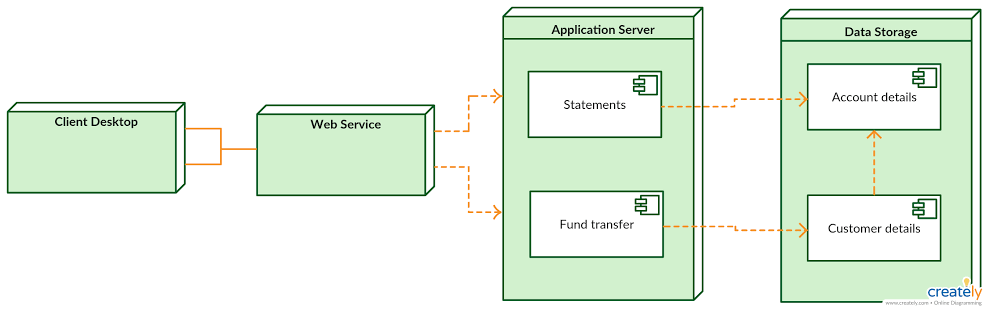 Client Desktop
Web Service
Application Server
Statements
Fund transfer
Data Storage
Account details
Customer details
creately
www.creately.com • Online Diagramming